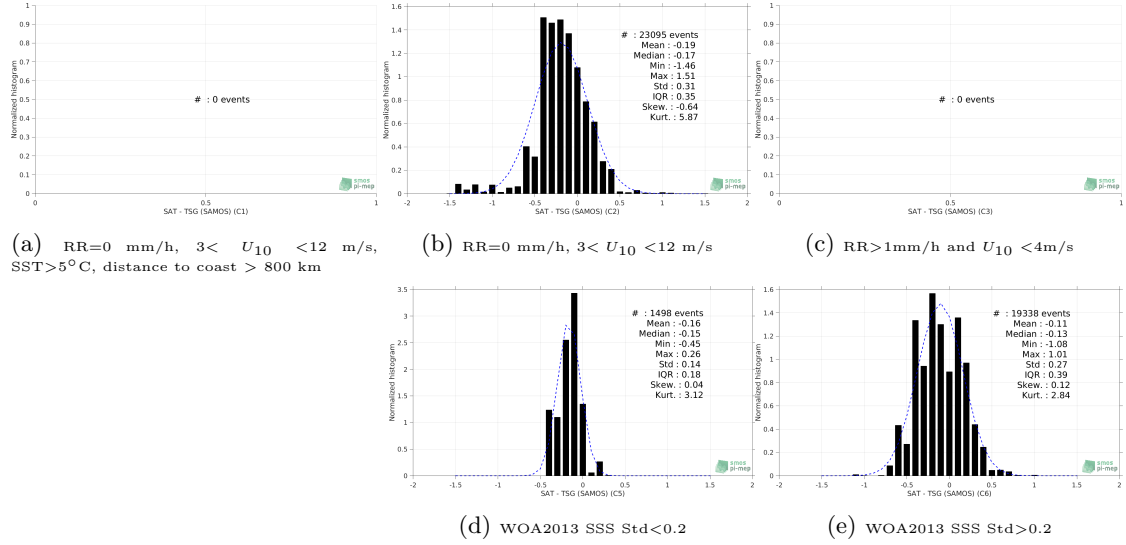 1
0.9
0.8
0.7
0.6
0.5
0.4
0.3
0.2
0.1
0
Normalized histogram
# : 0 events
smos
pi-mep
0 0.5 1
SAT - TSG (SAMOS) (C1)
(a) RR=0 mm/h, 3< U10 <12 m/s,
SST>5°C, distance to coast > 800 km
1.6
1.4
1.2
1
0.8
0.6
0.4
0.2
0
Normalized histogram
# : 23095 events
Mean : -0.19
Median : -0.17
Min : -1.46
Max : 1.51
Std : 0.31
IQR : 0.35
Skew. : -0.64
Kurt. : 5.87
smos
pi-mep
-2 -1.5 -1 -0.5 0 0.5 1 1.5 2
SAT - TSG (SAMOS) (C2)
(b) RR=0 mm/h, 3< U10 <12 m/s
1
0.9
0.8
0.7
0.6
0.5
0.4
0.3
0.2
0.1
0
Normalized histogram
# : 0 events
smos
pi-mep
0 0.5 1
SAT - TSG (SAMOS) (C3)
(c) RR>1mm/h and U10 <4m/s
3.5
3
2.5
2
1.5
1
0.5
0
Normalized histogram
# : 1498 events
Mean : -0.16
Median : -0.15
Min : -0.45
Max : 0.26
Std : 0.14
IQR : 0.18
Skew. : 0.04
Kurt. : 3.12
smos
pi-mep
-2 -1.5 -1 -0.5 0 0.5 1 1.5 2
SAT - TSG (SAMOS) (C5)
(d) WOA2013 SSS Std<0.2
1.6
1.4
1.2
1
0.8
0.6
0.4
0.2
0
Normalized histogram
# : 19338 events
Mean : -0.11
Median : -0.13
Min : -1.08
Max : 1.01
Std : 0.27
IQR : 0.39
Skew. : 0.12
Kurt. : 2.84
smos
pi-mep
-2 -1.5 -1 -0.5 0 0.5 1 1.5 2
SAT - TSG (SAMOS) (C6)
(e) WOA2013 SSS Std>0.2